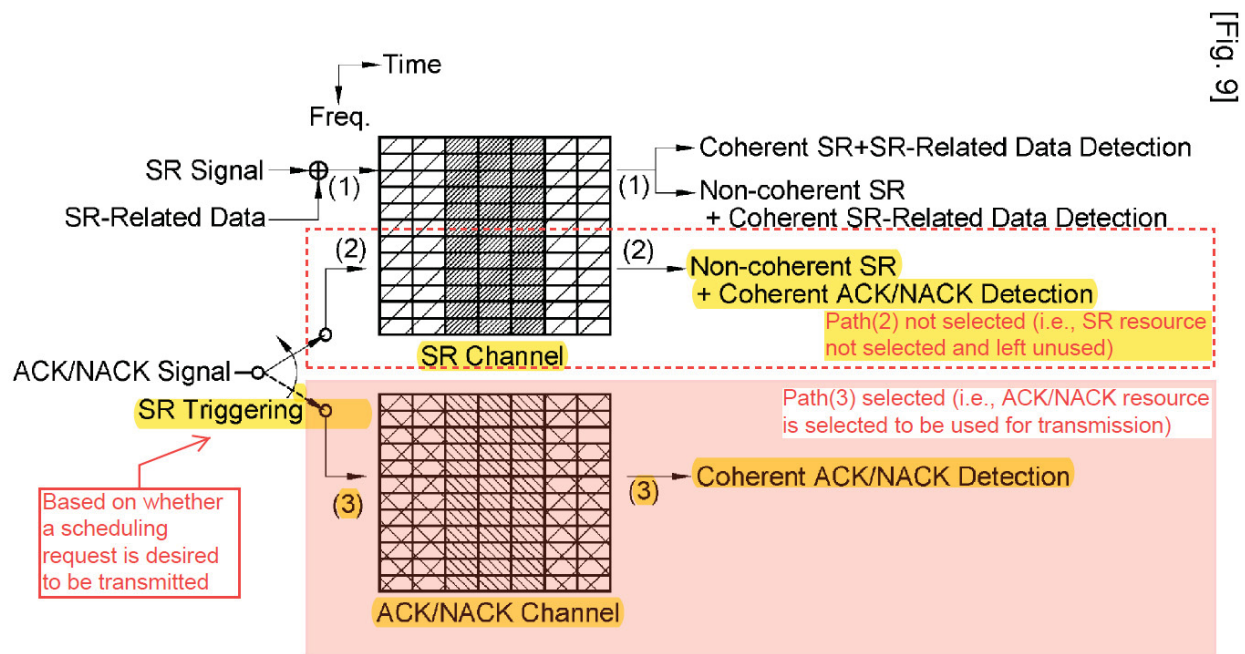 [Fig. 9]
Time
Freq.
SR Signal
(1)
SR-Related Data
(1)
Coherent SR+SR-Related Data Detection
Non-coherent SR
+ Coherent SR-Related Data Detection
(2)
(2)
Non-coherent SR
+ Coherent ACK/NACK Detection
Path(2) not selected (i.e., SR resource
not selected and left unused)
SR Channel
ACK/NACK Signal
SR Triggering
Path(3) selected (i.e., ACK/NACK resource
is selected to be used for transmission)
(3)
(3)
Coherent ACK/NACK Detection
Based on whether
a scheduling
request is desired
to be transmitted
ACK/NACK Channel